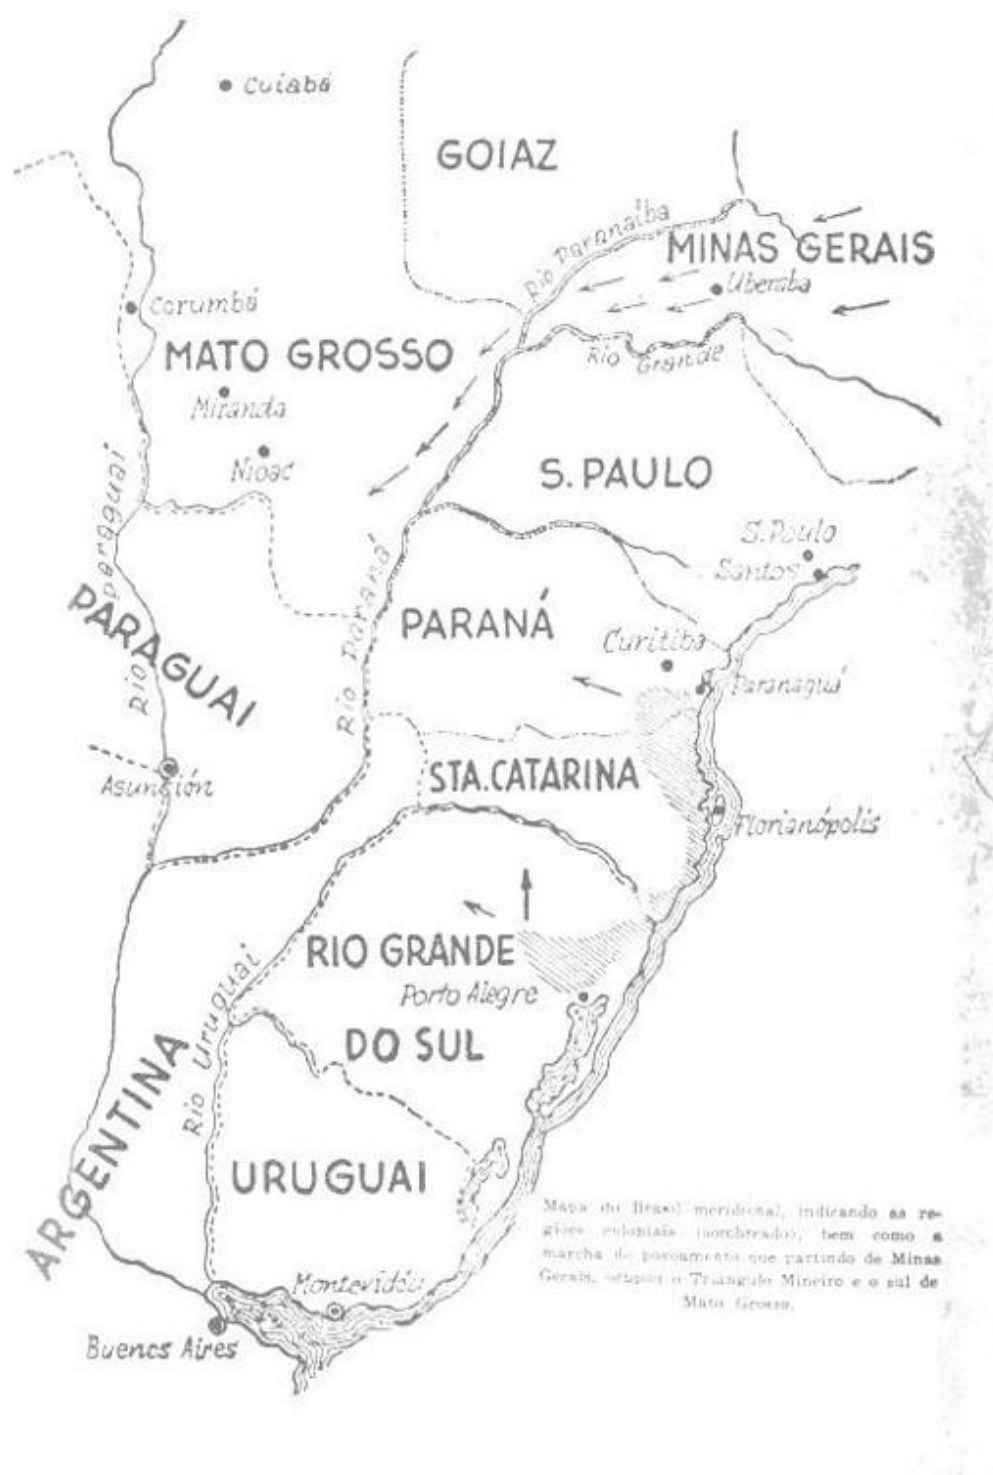 Cuiabá
GOIAZ
Rio Paranaíba
MINAS GERAIS
Uberaba
Corumbá
MATO GROSSO
Rio Grande
Miranda
Nioac
S. PAULO
Rio Paraguai
S. Paulo
Santos
PARAGUAI
Rio Paraná
PARANÁ
Curitiba
Paranaguá
Asunción
STA. CATARINA
Florianópolis
RIO GRANDE
Porto Alegre
DO SUL
Rio Uruguai
ARGENTINA
URUGUAI
Mapa do Brasil meridional, indicando as re-
giões coloniais (sombreado), bem como a
marcha do povoamento que partindo de Minas
Gerais, o Triângulo Mineiro e o sul de
Mato Grosso.
Montevidéu
Buenos Aires